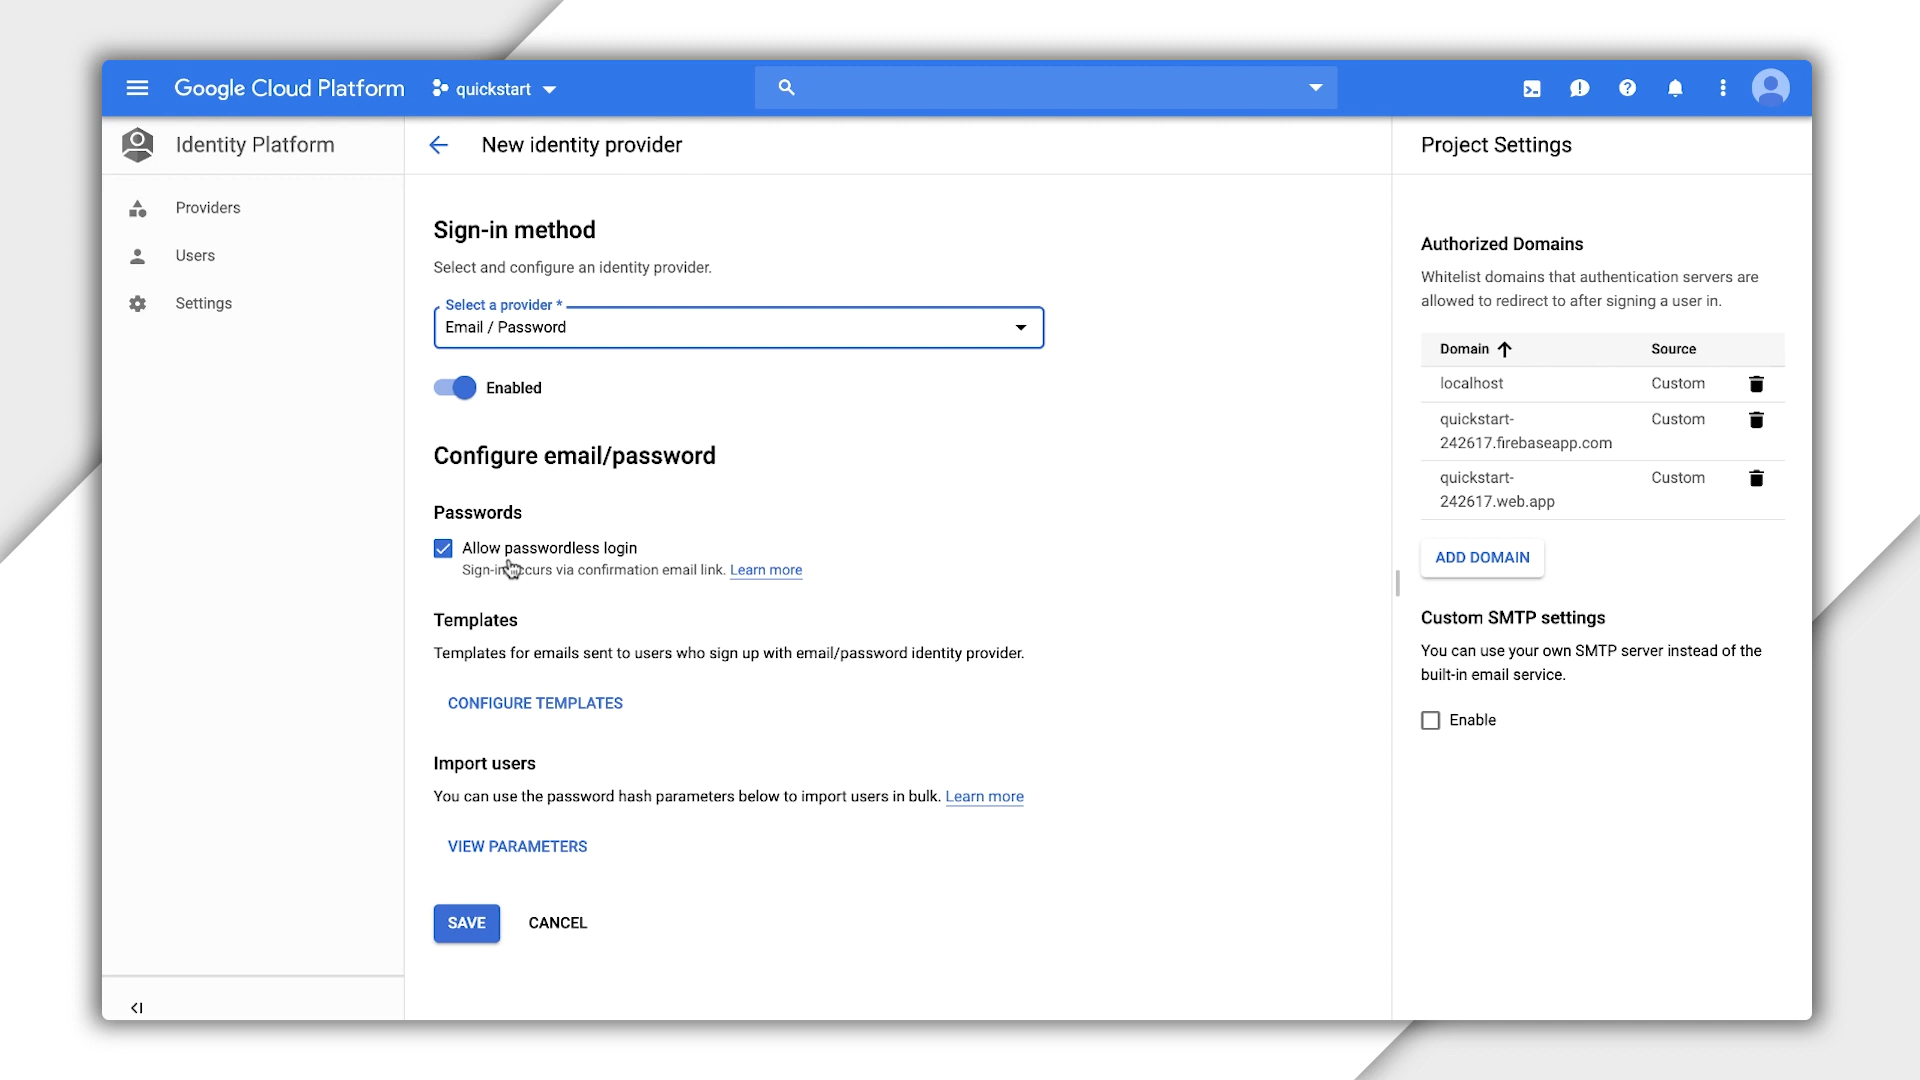 Google Cloud Platform
quickstart
Identity Platform
Providers
Users
Settings
New identity provider
Sign-in method
Select and configure an identity provider.
Select a provider *
Email / Password
Enabled
Configure email/password
Passwords
Allow passwordless login
Sign-in occurs via confirmation email link. Learn more
Templates
Templates for emails sent to users who sign up with email/password identity provider.
CONFIGURE TEMPLATES
Import users
You can use the password hash parameters below to import users in bulk. Learn more
VIEW PARAMETERS
SAVE
CANCEL
Project Settings
Authorized Domains
Whitelist domains that authentication servers are
allowed to redirect to after signing a user in.
Domain Source
localhost Custom
quickstart- Custom
242617.firebaseapp.com
quickstart- Custom
242617.web.app
ADD DOMAIN
Custom SMTP settings
You can use your own SMTP server instead of the
built-in email service.
Enable